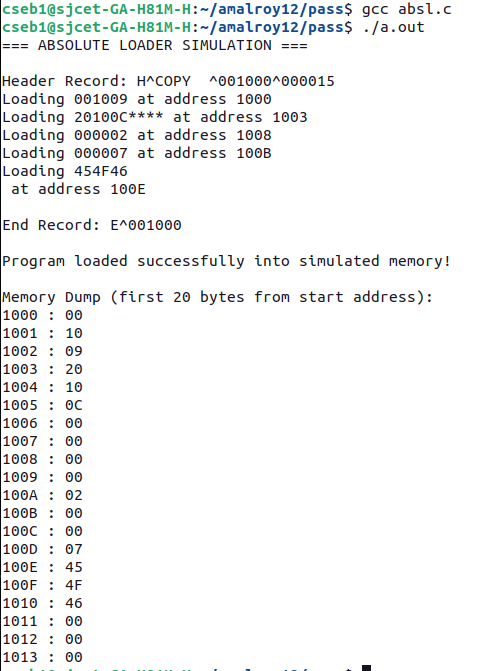 cseb1@sjcet-GA-H81M-H:~/amalroy12/pass$ gcc absl.c
cseb1@sjcet-GA-H81M-H:~/amalroy12/pass$ ./a.out
=== ABSOLUTE LOADER SIMULATION ===
Header Record: H^COPY  ^001000^000015
Loading 001009 at address 1000
Loading 20100C**** at address 1003
Loading 000002 at address 1008
Loading 000007 at address 100B
Loading 454F46
 at address 100E
End Record: E^001000
Program loaded successfully into simulated memory!
Memory Dump (first 20 bytes from start address):
1000 : 00
1001 : 10
1002 : 09
1003 : 20
1004 : 10
1005 : 0C
1006 : 00
1007 : 00
1008 : 00
1009 : 00
100A : 02
100B : 00
100C : 00
100D : 07
100E : 45
100F : 4F
1010 : 46
1011 : 00
1012 : 00
1013 : 00